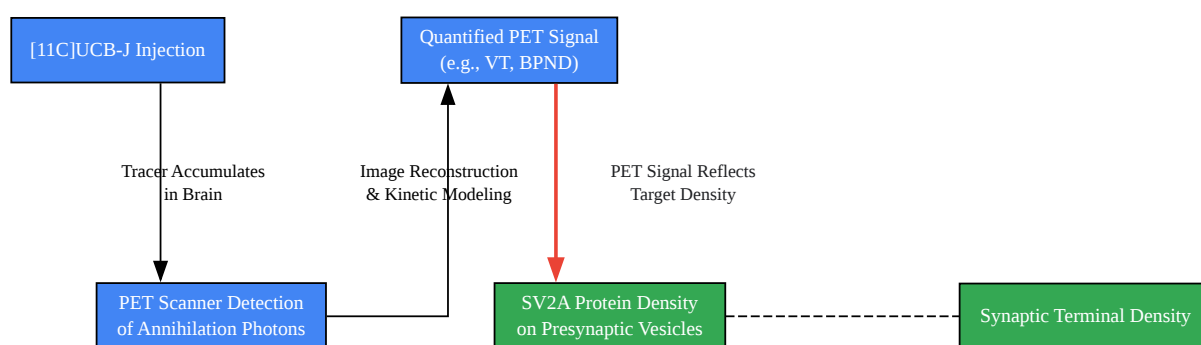 [11C]UCB-J Injection
Quantified PET Signal
(e.g., VT, BPND)
Tracer Accumulates
in Brain
Image Reconstruction
& Kinetic Modeling
PET Signal Reflects
Target Density
PET Scanner Detection
of Annihilation Photons
SV2A Protein Density
on Presynaptic Vesicles
Synaptic Terminal Density